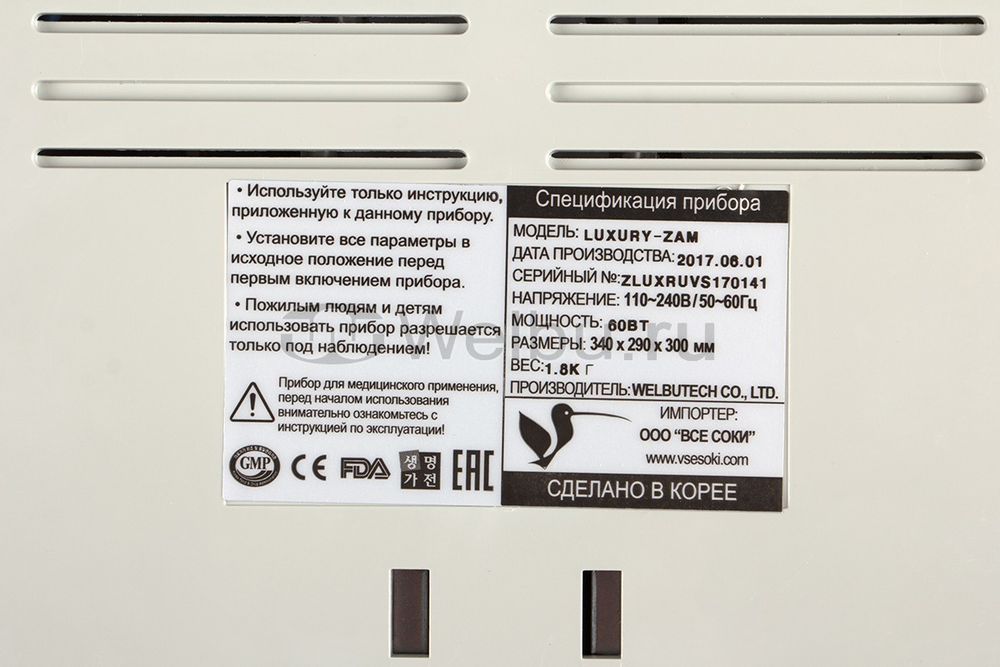 • Используйте только инструкцию,
приложенную к данному прибору.
• Установите все параметры в
исходное положение перед
первым включением прибора.
• Пожилым людям и детям
использовать прибор разрешается
только под наблюдением!
Прибор для медицинского применения,
перед началом использования
внимательно ознакомьтесь с
инструкцией по эксплуатации!
GMP CE FDA 생명 EAC
가전
Спецификация прибора
МОДЕЛЬ: LUXURY-ZAM
ДАТА ПРОИЗВОДСТВА: 2017.06.01
СЕРИЙНЫЙ №: ZLUXRUVS170141
НАПРЯЖЕНИЕ: 110~240В/50~60Гц
МОЩНОСТЬ: 60ВТ
РАЗМЕРЫ: 340 x 290 x 300 мм
ВЕС: 1.8К Г
ПРОИЗВОДИТЕЛЬ: WELBUTECH CO., LTD.
ИМПОРТЕР:
ООО “ВСЕ СОКИ”
www.vsesoki.com
СДЕЛАНО В КОРЕЕ
Welbu.ru